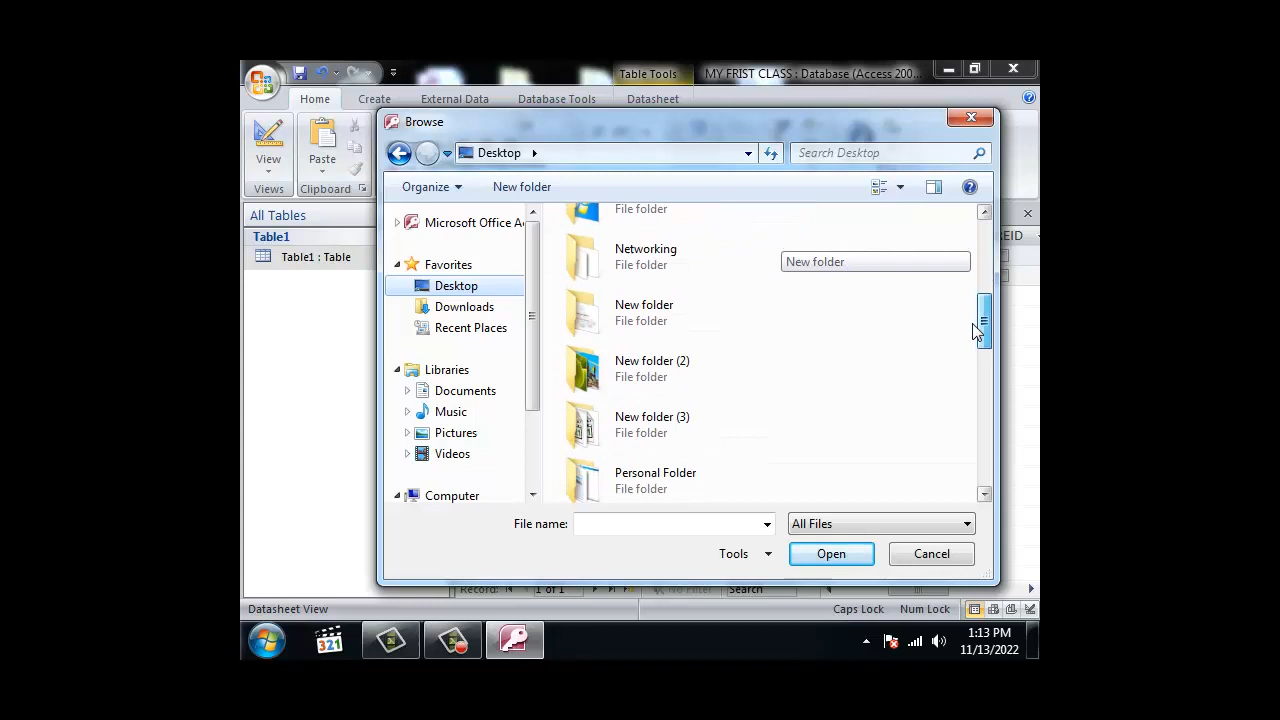 Table Tools
MY FRIST CLASS : Database (Access 200...
Home
Create
External Data
Database Tools
Datasheet
View
Paste
Views
Clipboard
All Tables
Table1
Table1 : Table
Browse
Desktop
Search Desktop
Organize
New folder
Microsoft Office Ac
Favorites
Desktop
Downloads
Recent Places
Libraries
Documents
Music
Pictures
Videos
Computer
File folder
Networking
File folder
New folder
New folder
File folder
New folder (2)
File folder
New folder (3)
File folder
Personal Folder
File folder
File name:
All Files
Tools
Open
Cancel
Record:
1 of 1
No Filter
Search
Datasheet View
Caps Lock
Num Lock
321
1:13 PM
11/13/2022